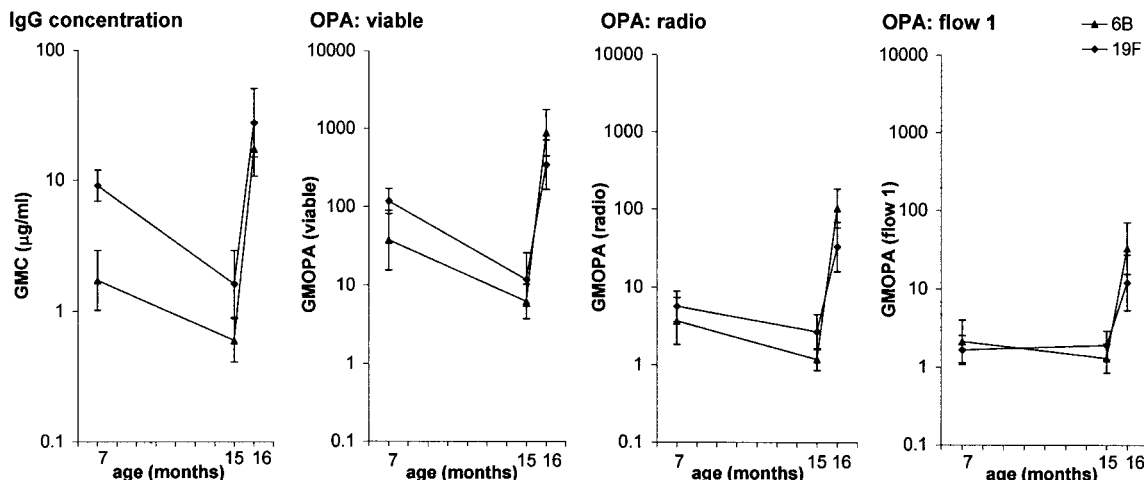 IgG concentration
100
10
1
0.1
GMC (µg/ml)
7 15 16
age (months)
OPA: viable
10000
1000
100
10
1
0.1
GMOPA (viable)
7 15 16
age (months)
OPA: radio
10000
1000
100
10
1
0.1
GMOPA (radio)
7 15 16
age (months)
OPA: flow 1
10000
1000
100
10
1
0.1
GMOPA (flow 1)
7 15 16
age (months)
6B
19F